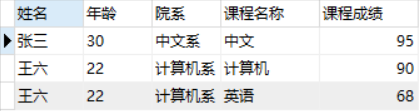 姓名 年龄 院系 课程名称 课程成绩
张三 30 中文系 中文 95
王六 22 计算机系 计算机 90
王六 22 计算机系 英语 68